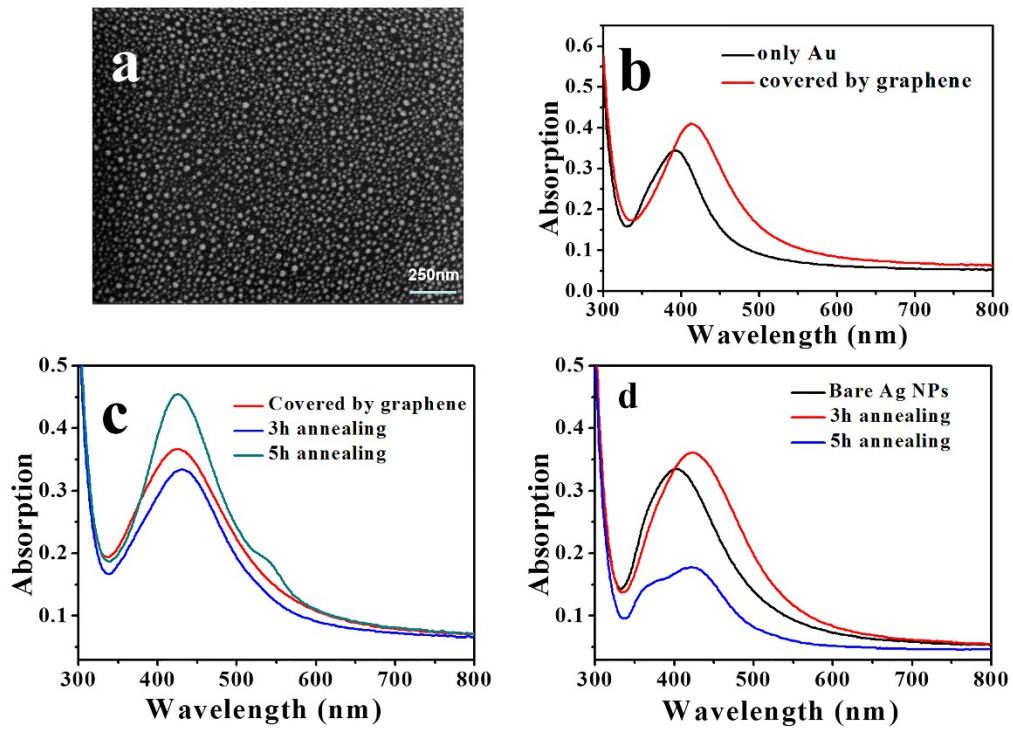 a
250nm
b
only Au
covered by graphene
0.6
0.5
0.4
0.3
0.2
0.1
0.0
Absorption
300 400 500 600 700 800
Wavelength (nm)
c
Covered by graphene
3h annealing
5h annealing
0.5
0.4
0.3
0.2
0.1
Absorption
300 400 500 600 700 800
Wavelength (nm)
d
Bare Ag NPs
3h annealing
5h annealing
0.5
0.4
0.3
0.2
0.1
Absorption
300 400 500 600 700 800
Wavelength (nm)